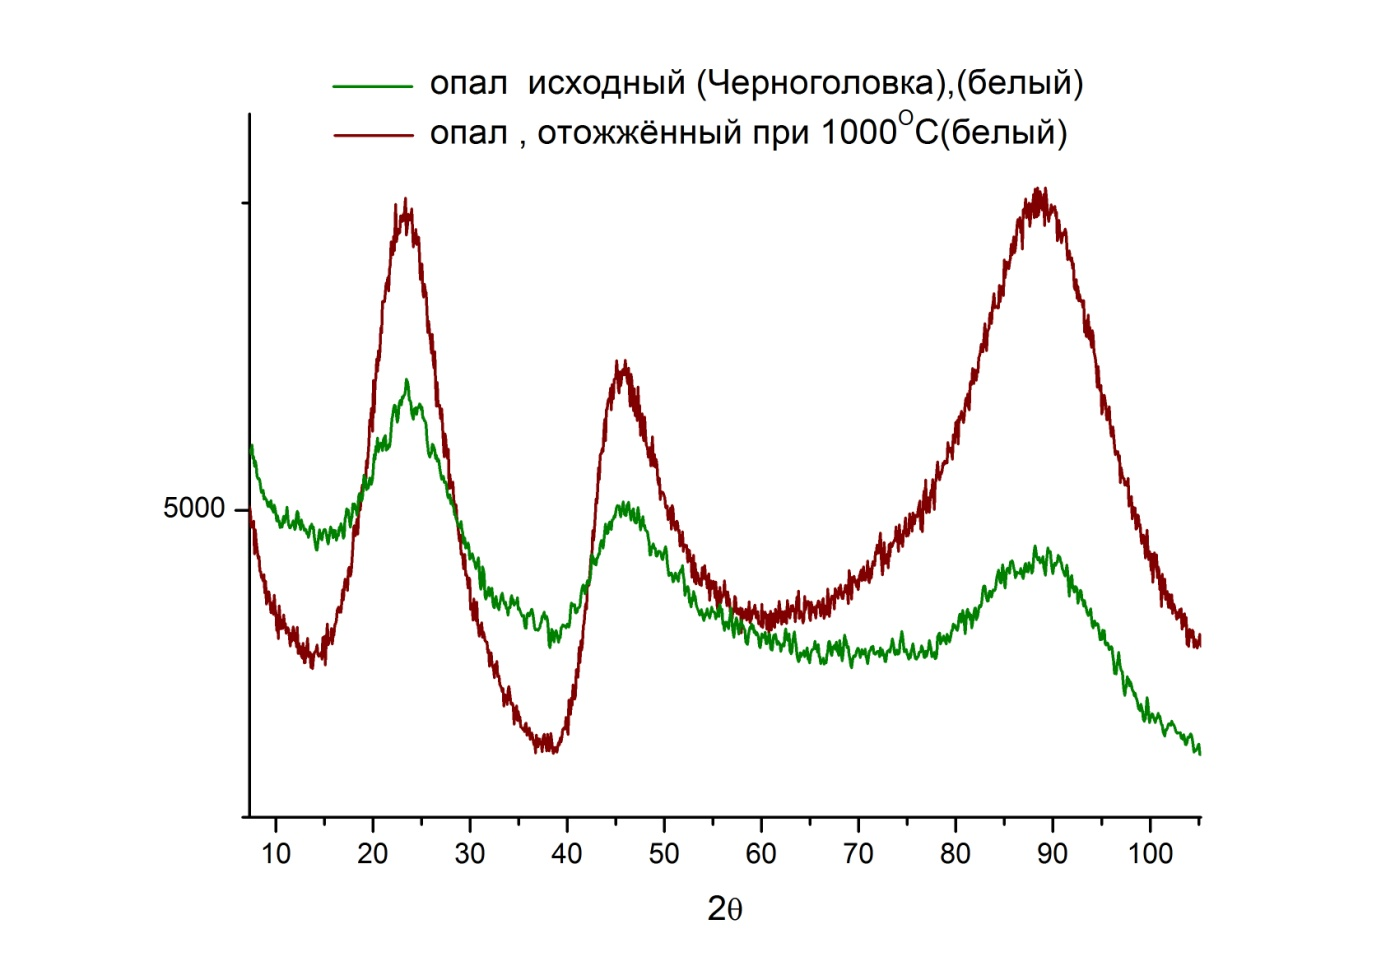 опал исходный (Черноголовка),(белый)
опал , отожжённый при 1000°C(белый)
5000
10 20 30 40 50 60 70 80 90 100
2θ